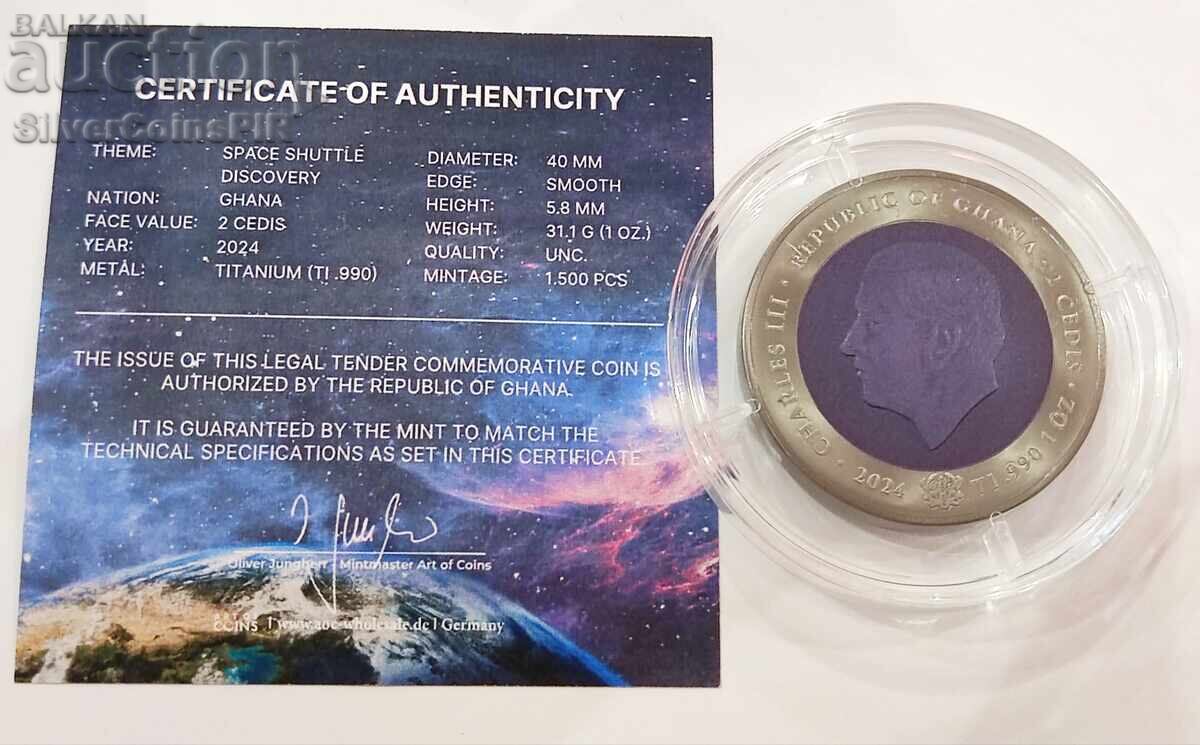 BALKAN
auction
SilverCoinsPIR
CERTIFICATE OF AUTHENTICITY
THEME: SPACE SHUTTLE DISCOVERY
NATION: GHANA
FACE VALUE: 2 CEDIS
YEAR: 2024
METAL: TITANIUM (TI .990)
DIAMETER: 40 MM
EDGE: SMOOTH
HEIGHT: 5.8 MM
WEIGHT: 31.1 G (1 OZ.)
QUALITY: UNC.
MINTAGE: 1.500 PCS
THE ISSUE OF THIS LEGAL TENDER COMMEMORATIVE COIN IS
AUTHORIZED BY THE REPUBLIC OF GHANA.
IT IS GUARANTEED BY THE MINT TO MATCH THE
TECHNICAL SPECIFICATIONS AS SET IN THIS CERTIFICATE.
Oliver Jungherr - Mintmaster Art of Coins
COINS | www.aoc-wholesale.de | Germany
CHARLES III • REPUBLIC OF GHANA • CEDIS •
• 2024 TI .990 1 OZ